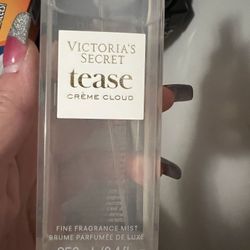 VICTORIA'S
SECRET
tease
CRÈME CLOUD
FINE FRAGRANCE MIST
BRUME PARFUMÉE DE LUXE